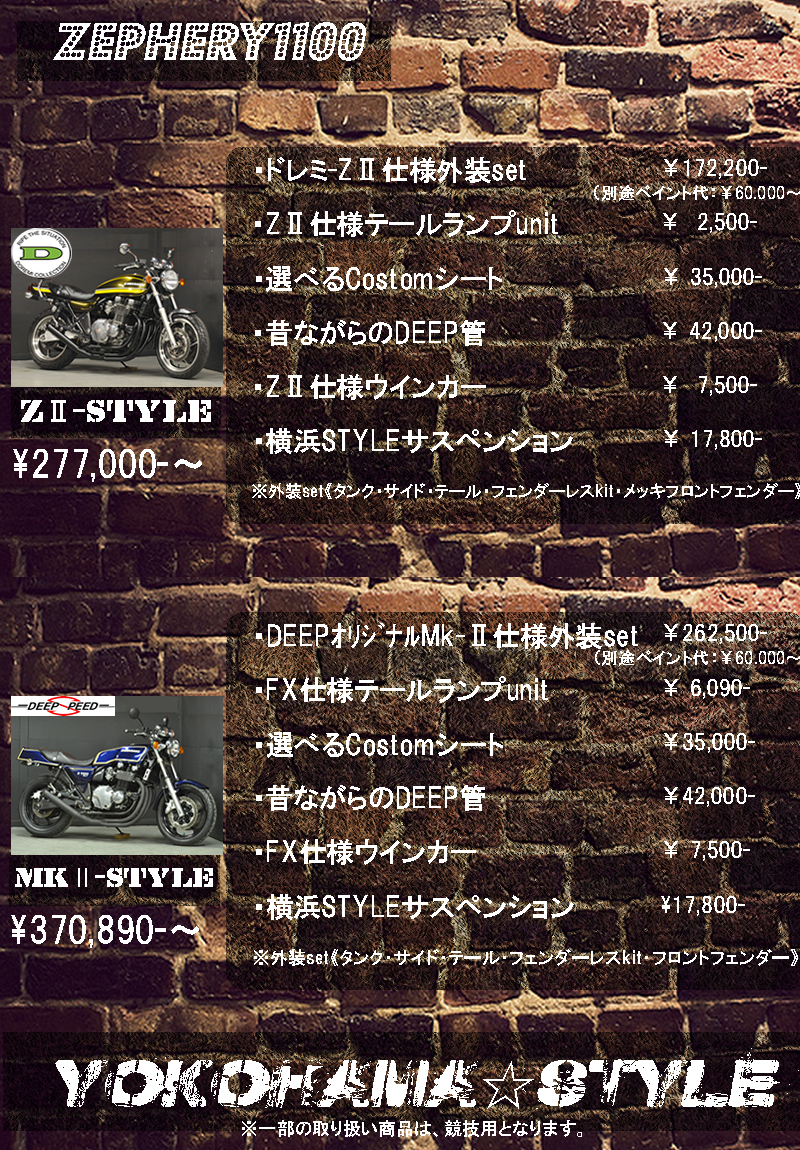 ZEPHERY1100
・ドレミ-ZⅡ仕様外装set ￥172,200-
（別途ペイント代：￥60.000～
・ZⅡ仕様テールランプunit ￥ 2,500-
・選べるCostomシート ￥ 35,000-
・昔ながらのDEEP管 ￥ 42,000-
・ZⅡ仕様ウインカー ￥ 7,500-
・横浜STYLEサスペンション ￥ 17,800-
※外装set《タンク・サイド・テール・フェンダーレスkit・メッキフロントフェンダー》
RIPE THE SITUATION
D
DOREMI COLLECTION
ZⅡ-STYLE
¥277,000-～
・DEEPｵﾘｼﾞﾅﾙMk-Ⅱ仕様外装set ￥262,500-
（別途ペイント代：￥60.000～
・FX仕様テールランプunit ￥ 6,090-
・選べるCostomシート ￥35,000-
・昔ながらのDEEP管 ￥42,000-
・FX仕様ウインカー ￥ 7,500-
・横浜STYLEサスペンション ¥17,800-
※外装set《タンク・サイド・テール・フェンダーレスkit・フロントフェンダー》
DEEP SPEED
MKⅡ-STYLE
¥370,890-～
YOKOHAMA☆STYLE
※一部の取り扱い商品は、競技用となります。